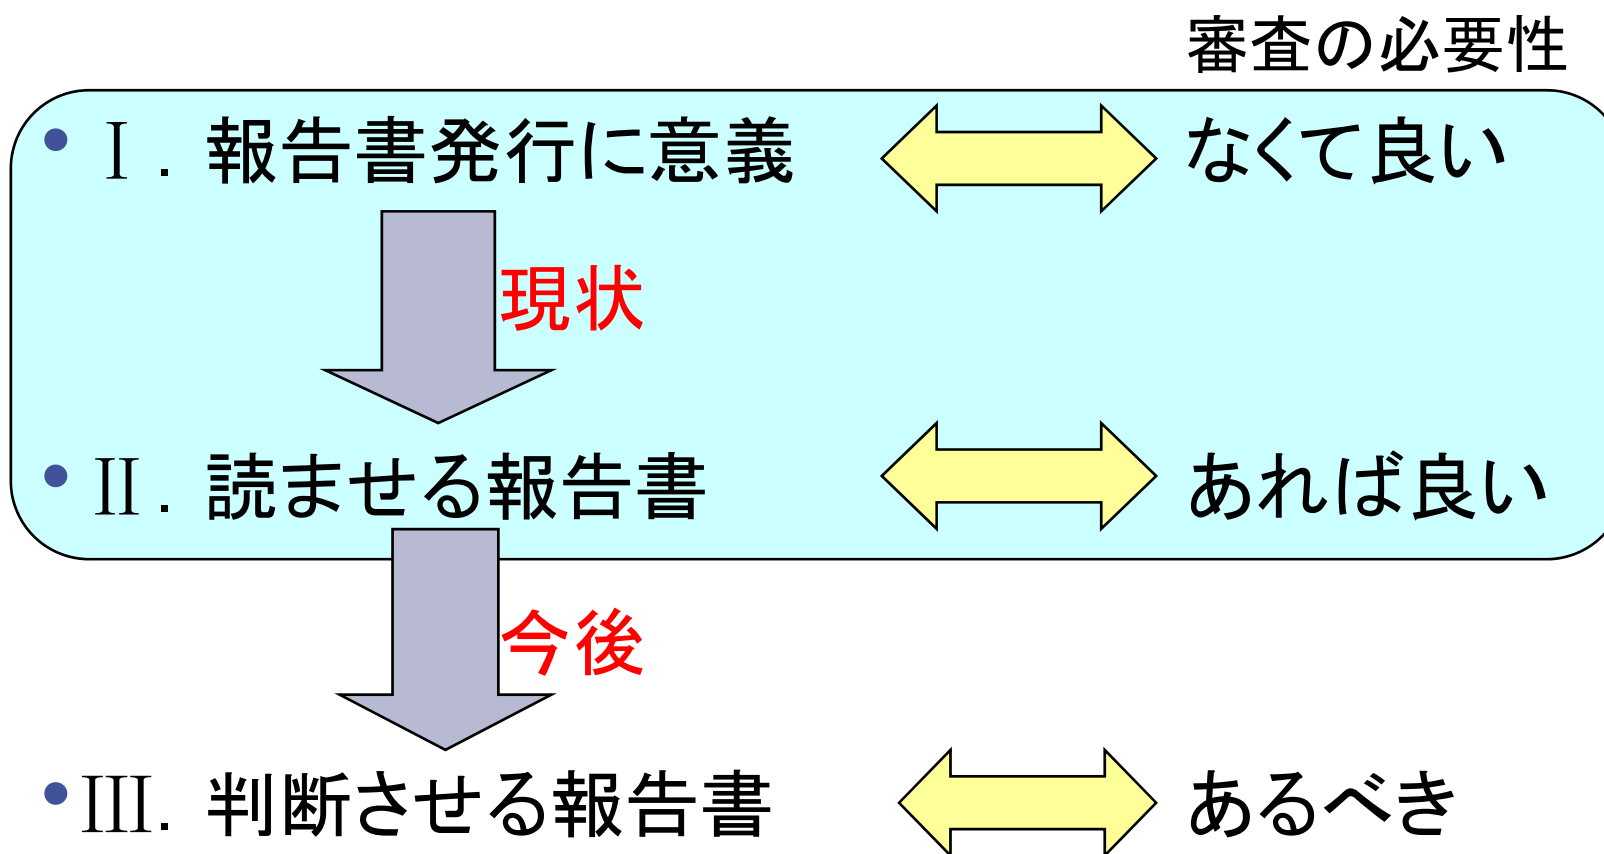 審査の必要性
• Ⅰ．報告書発行に意義 なくて良い
現状
• Ⅱ．読ませる報告書 あれば良い
今後
• Ⅲ．判断させる報告書 あるべき